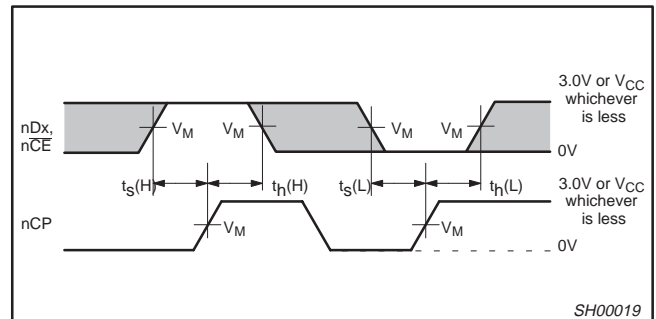 3.0V or VCC
whichever
is less
nDx,
nCE
VM
VM
VM
VM
0V
ts(H)
th(H)
ts(L)
th(L)
3.0V or VCC
whichever
is less
nCP
VM
VM
0V
SH00019